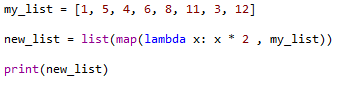 my_list = [1, 5, 4, 6, 8, 11, 3, 12]
new_list = list(map(lambda x: x * 2 , my_list))
print(new_list)